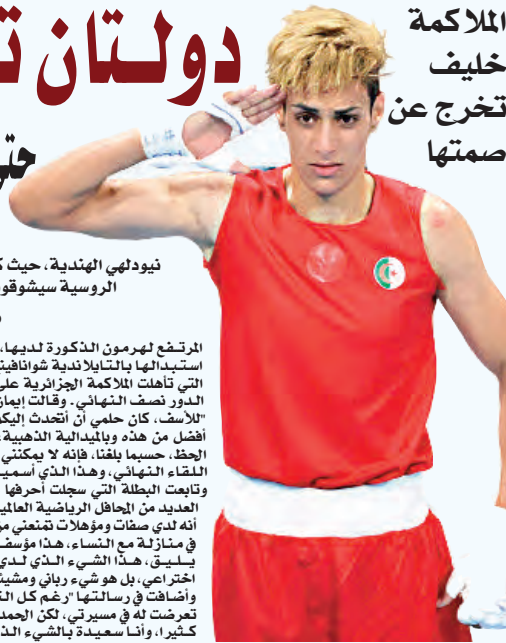 الملاكمة
خليف
تخرج عن
صمتها
دولتان
حتى
نيودلهي الهندية، حيث
الروسية سيشوقو
المرتفع لهرمون الذكورة لديها،
استبدالها بالتايلاندية شوانافين
التي تأهلت الملاكمة الجزائرية على
الدور نصف النهائي. وقالت إيمان
"للأسف، كان حلمي أن أتحدث إليكم
أفضل من هذه وبالميدالية الذهبية،
الحظ، حسبما بلغنا، فإنه لا يمكنني
اللقاء النهائي، وهذا الذي أسميه
وتابعت البطلة التي سجلت أحرفها
العديد من المحافل الرياضية العالمية
أنه لدي صفات ومؤهلات تمنعني من
في منازلة مع النساء، هذا مؤسف
يليق، هذا الشيء الذي لدي
اختراعي، بل هو شيء رباني ومشيئة
وأضافت في رسالتها "رغم كل
تعرضت له في مسيرتي، لكن الحمد
كثيرا، وأنا سعيدة بالشيء الذي